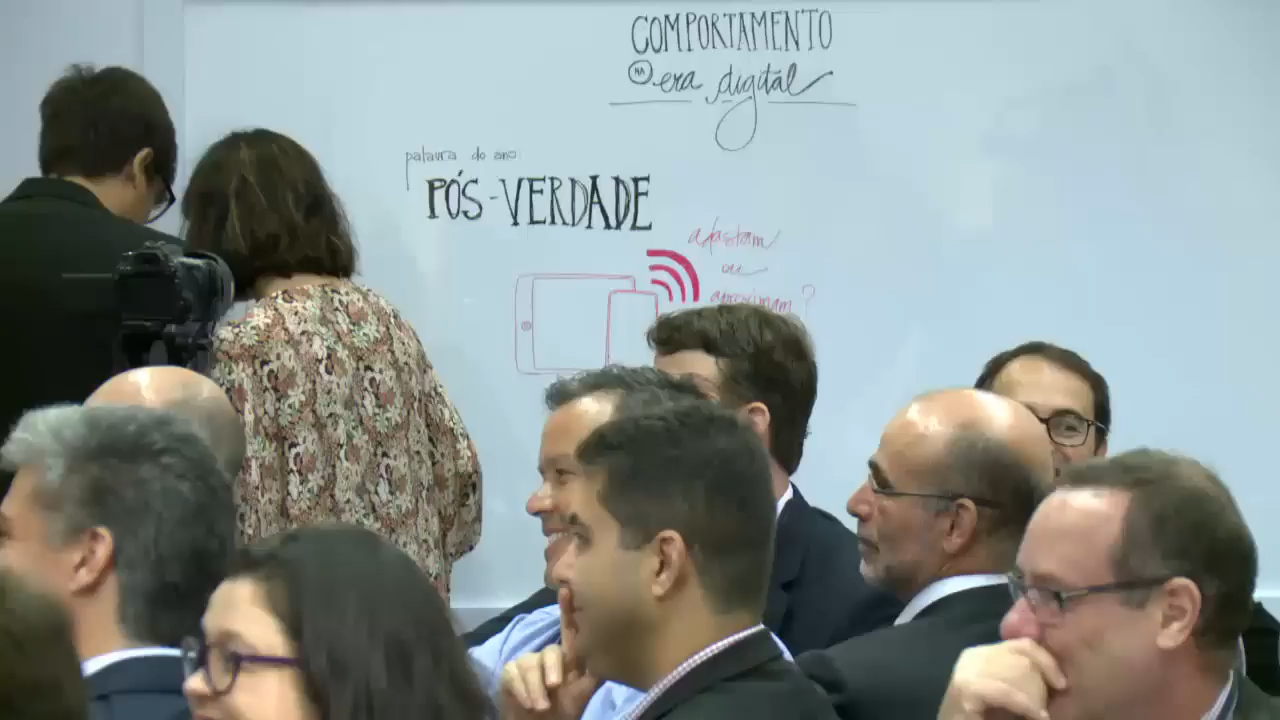 COMPORTAMENTO
NA era digital
palavra do ano:
PÓS-VERDADE
afastam
ou
aproximam?